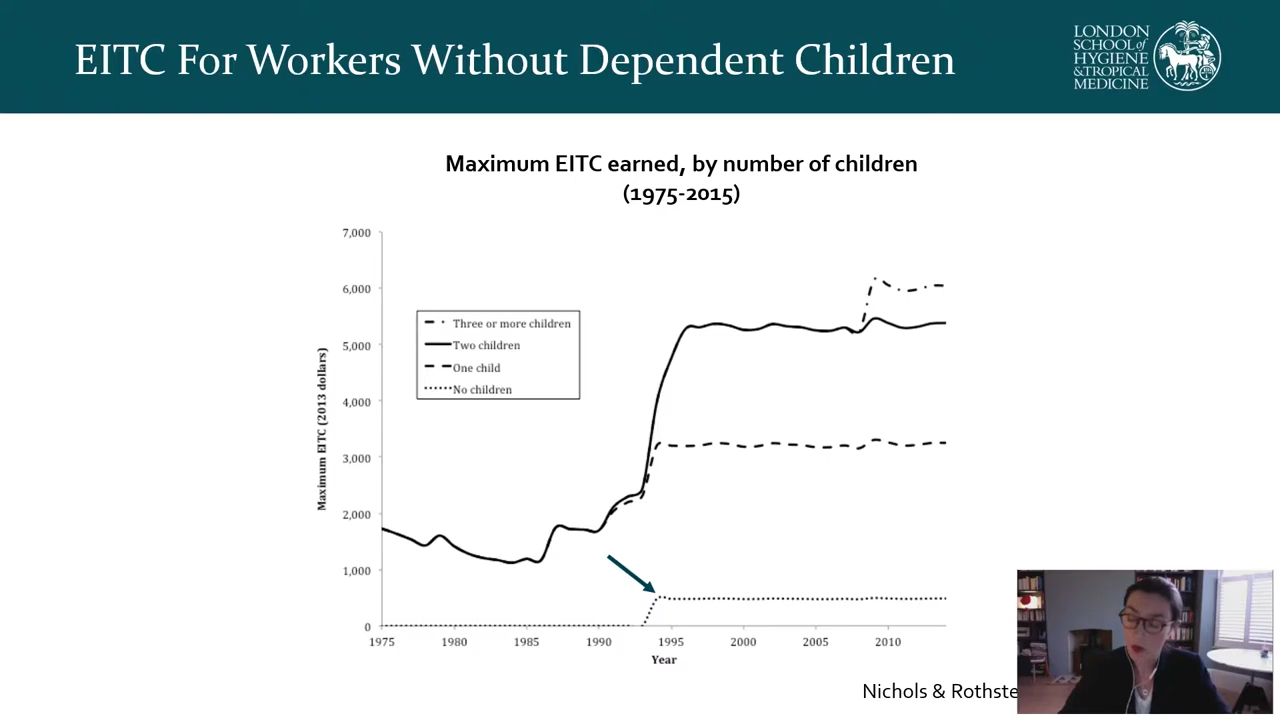 EITC For Workers Without Dependent Children
LONDON
SCHOOL of
HYGIENE
&TROPICAL
MEDICINE
Maximum EITC earned, by number of children
(1975-2015)
7,000
6,000
5,000
4,000
3,000
2,000
1,000
0
Maximum EITC (2013 dollars)
Three or more children
Two children
One child
No children
1975 1980 1985 1990 1995 2000 2005 2010
Year
Nichols & Rothste